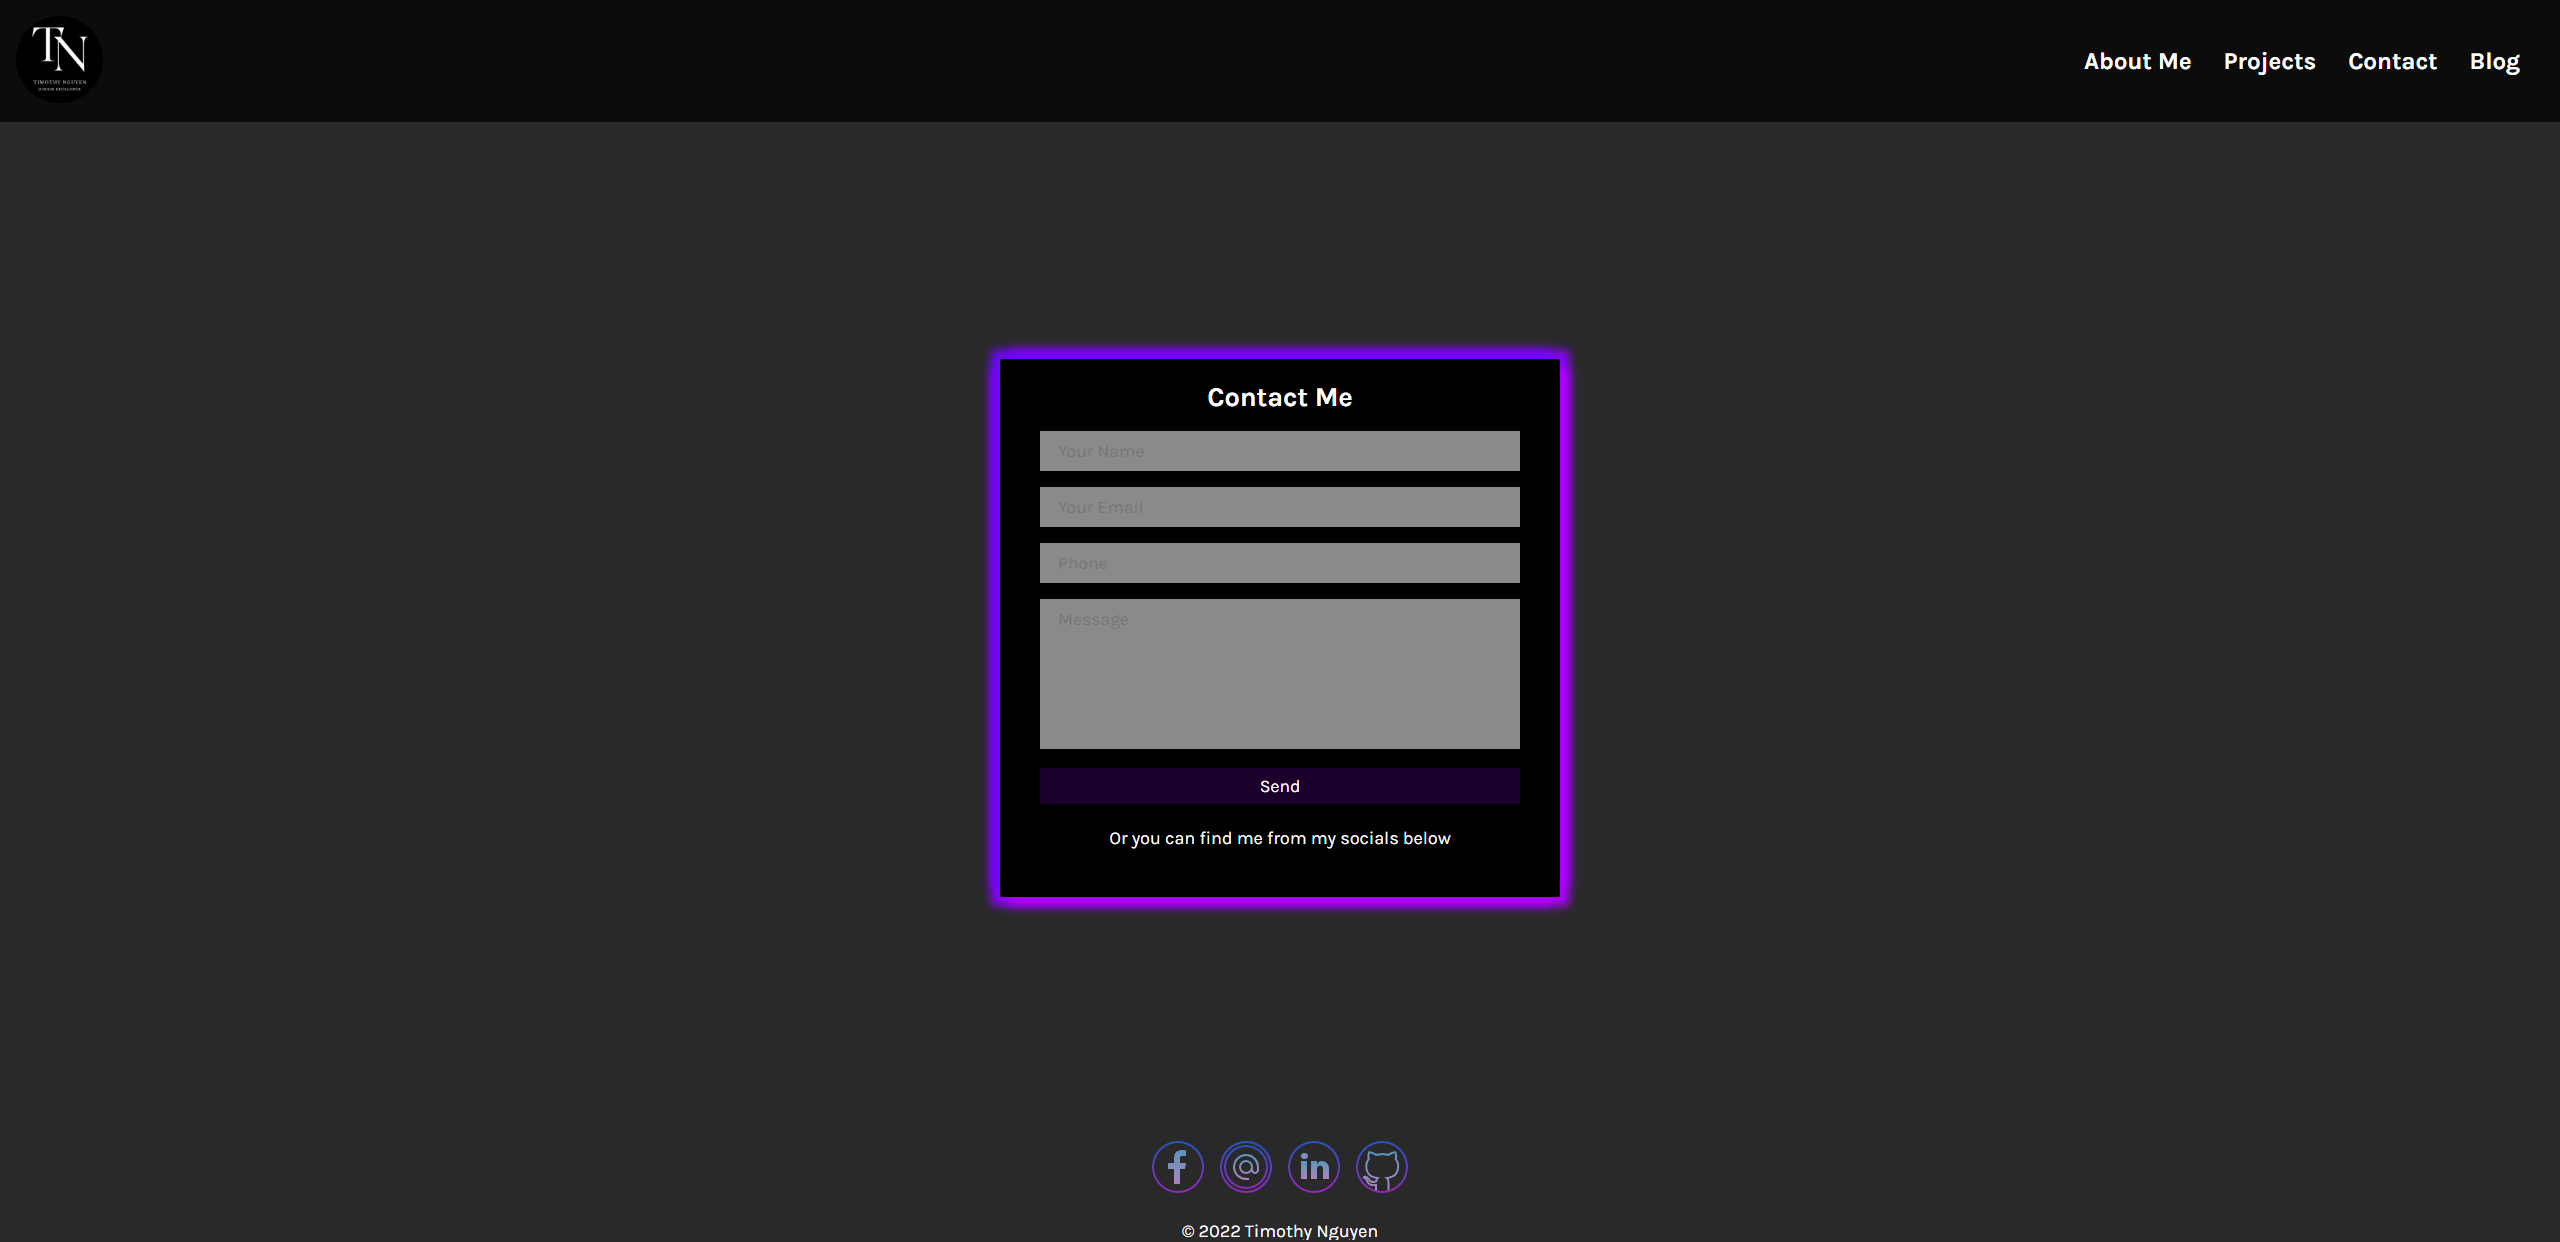 TN
TIMOTHY NGUYEN
JUNIOR DEVELOPER
About Me Projects Contact Blog
Contact Me
Your Name
Your Email
Phone
Message
Send
Or you can find me from my socials below
© 2022 Timothy Nguyen